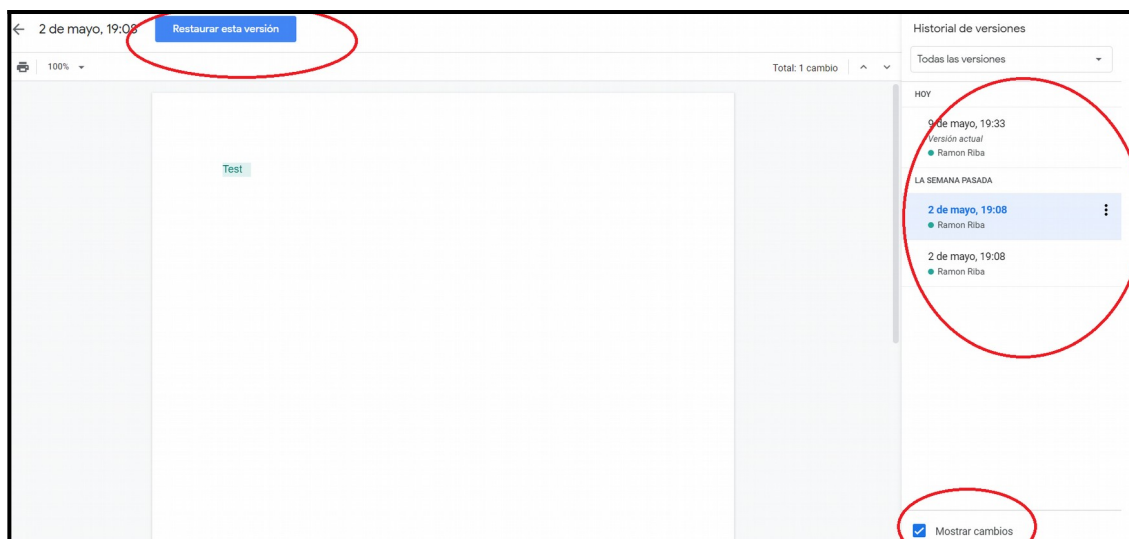 2 de mayo, 19:08
Restaurar esta versión
100%
Total: 1 cambio
Test
Historial de versiones
Todas las versiones
HOY
9 de mayo, 19:33
Versión actual
Ramon Riba
LA SEMANA PASADA
2 de mayo, 19:08
Ramon Riba
2 de mayo, 19:08
Ramon Riba
Mostrar cambios